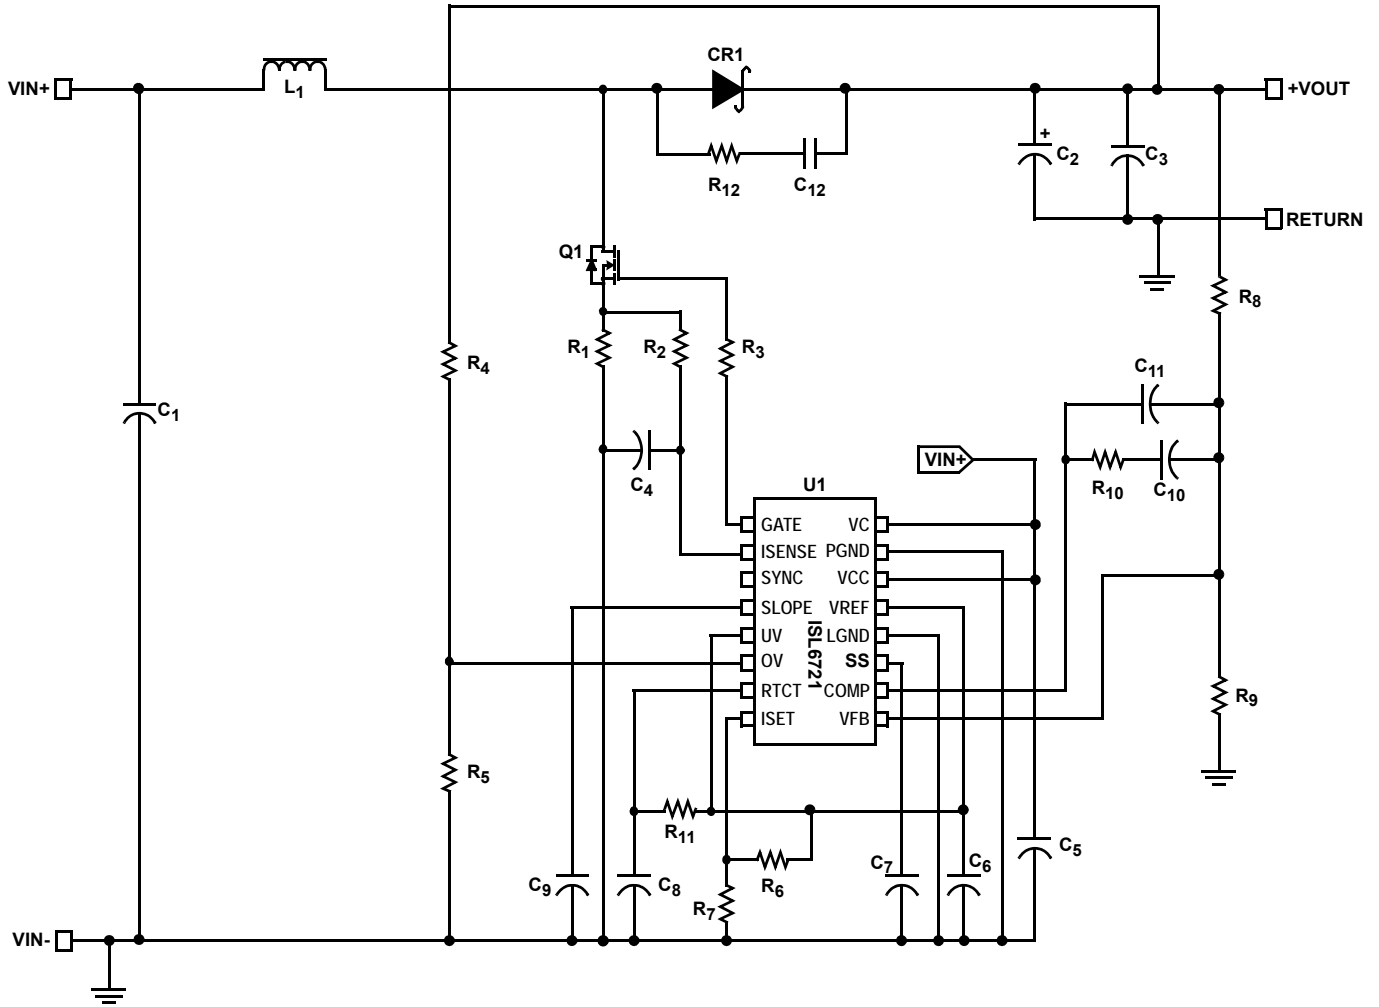 CR1
VIN+
L1
+VOUT
C2
+
C3
R12
C12
RETURN
Q1
R8
R1
R2
R3
R4
C11
C1
VIN+
C4
R10
C10
U1
GATE
VC
ISENSE
PGND
SYNC
VCC
SLOPE
VREF
UV
LGND
OV
SS
RTCT
COMP
ISET
VFB
ISL6721
R9
R5
R11
C5
R6
C7
C6
C9
C8
R7
VIN-